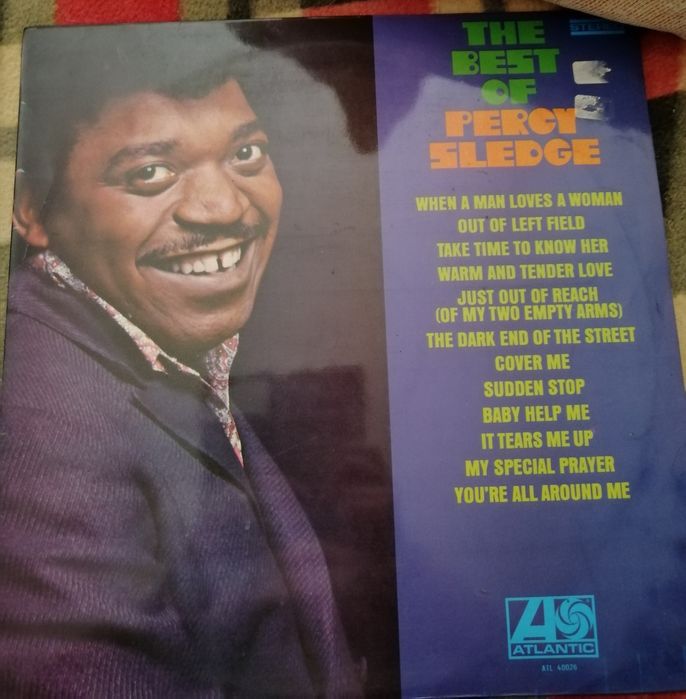 STEREO
THE
BEST
OF
PERCY
SLEDGE
WHEN A MAN LOVES A WOMAN
OUT OF LEFT FIELD
TAKE TIME TO KNOW HER
WARM AND TENDER LOVE
JUST OUT OF REACH
(OF MY TWO EMPTY ARMS)
THE DARK END OF THE STREET
COVER ME
SUDDEN STOP
BABY HELP ME
IT TEARS ME UP
MY SPECIAL PRAYER
YOU'RE ALL AROUND ME
ATLANTIC
ATL 40026